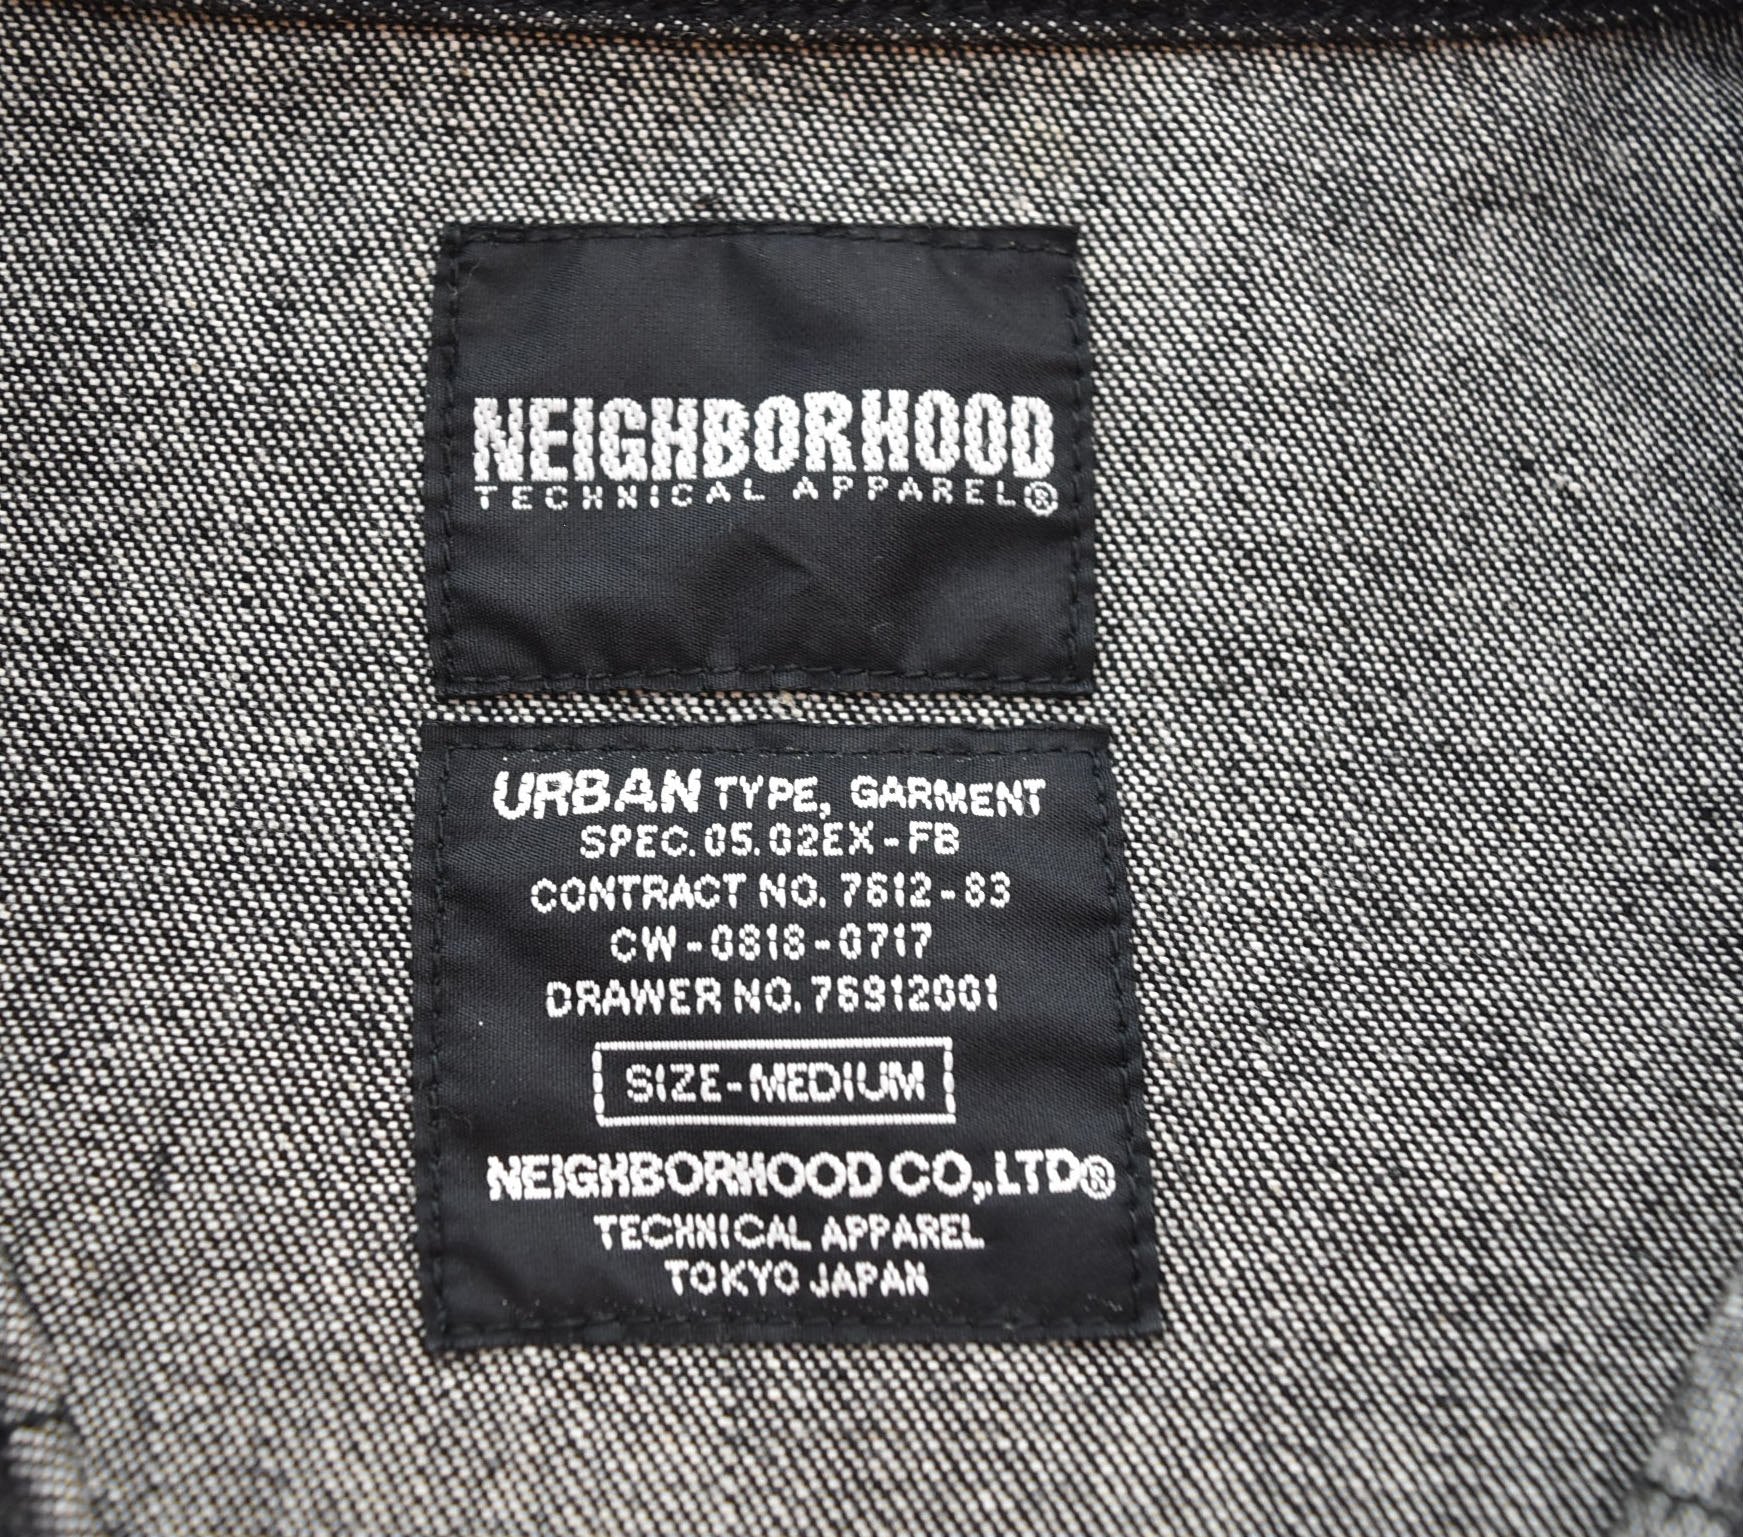 NEIGHBORHOOD
TECHNICAL APPAREL®
URBAN TYPE, GARMENT
SPEC. 05. 02EX-FB
CONTRACT NO. 7612-83
CW-0818-0717
DRAWER NO. 76912001
SIZE-MEDIUM
NEIGHBORHOOD CO,.LTD®
TECHNICAL APPAREL
TOKYO JAPAN